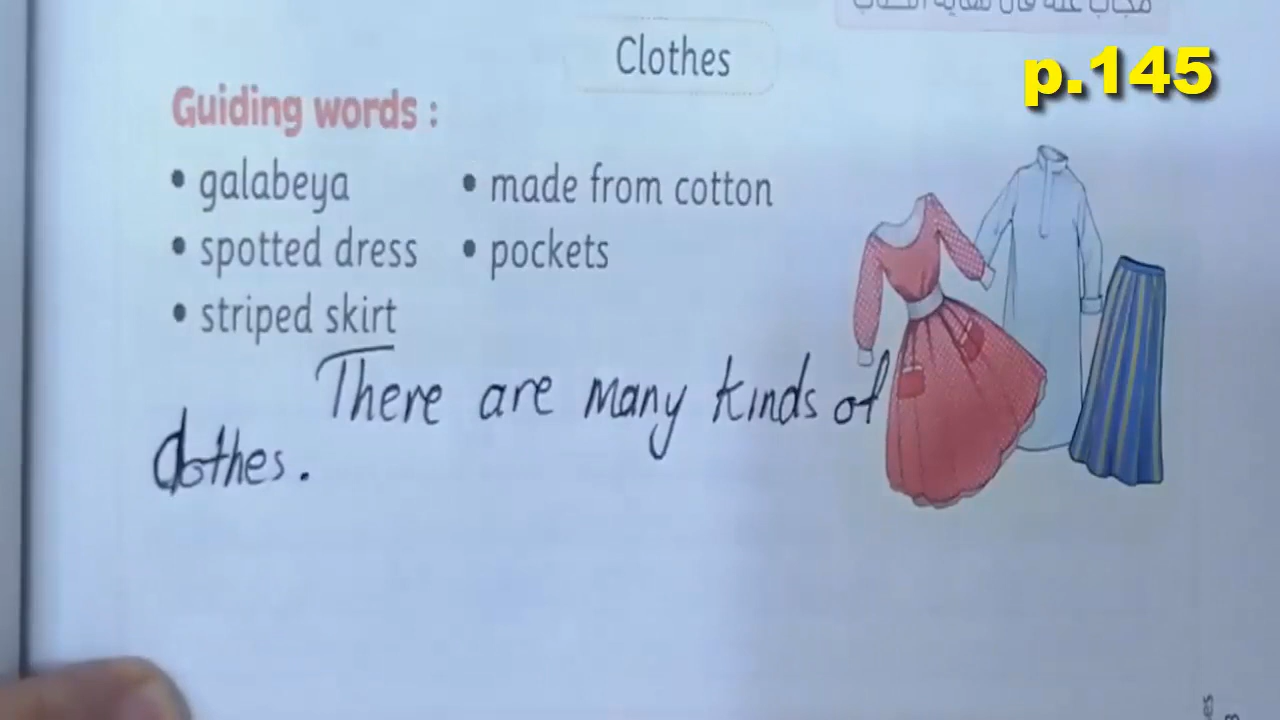 Clothes
p.145
Guiding words :
• galabeya
• made from cotton
• spotted dress
• pockets
• striped skirt
There are many kinds of
clothes.